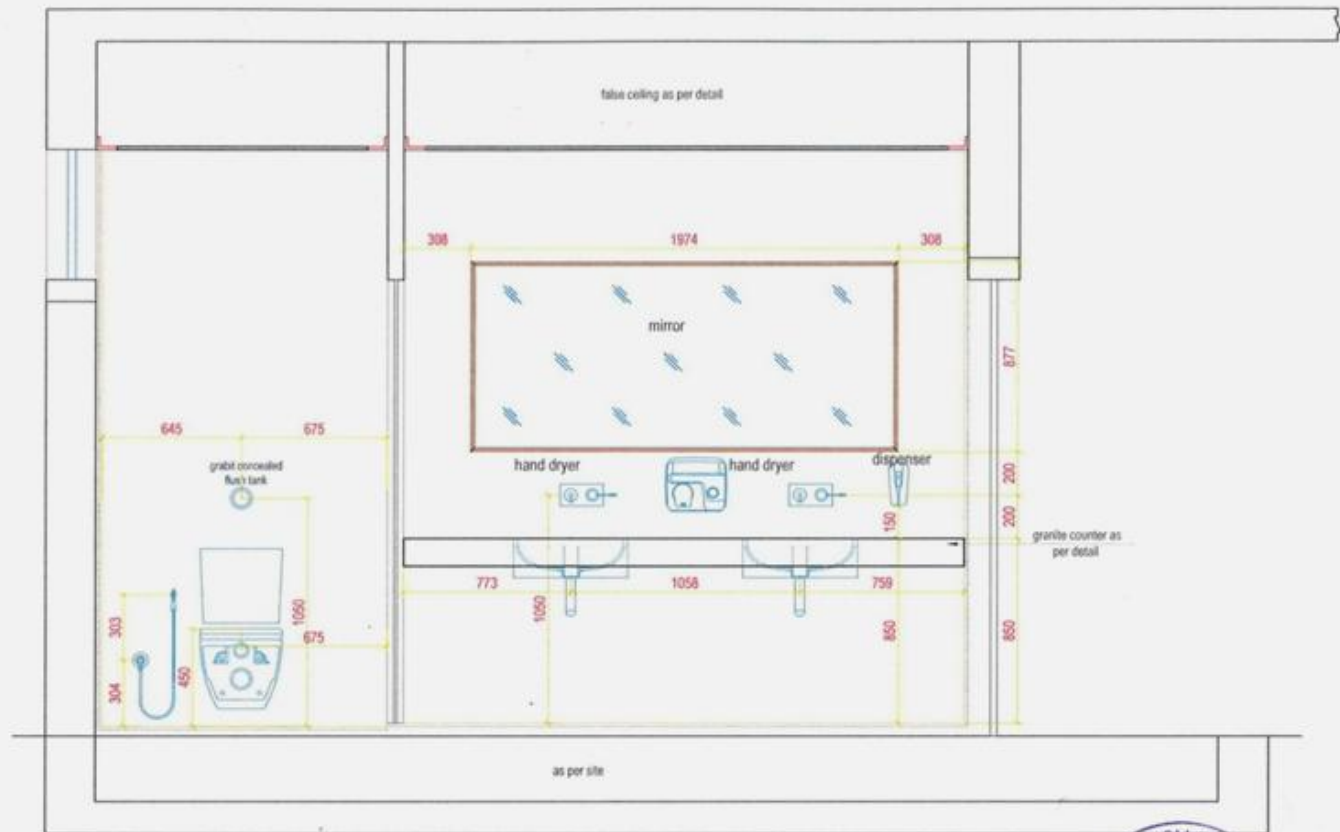 false ceiling as per detail
308
1974
308
mirror
877
645
675
grabit concealed
flush tank
hand dryer
hand dryer
dispenser
200
200
150
granite counter as
per detail
773
1058
759
1050
1050
303
675
850
850
304
450
as per site